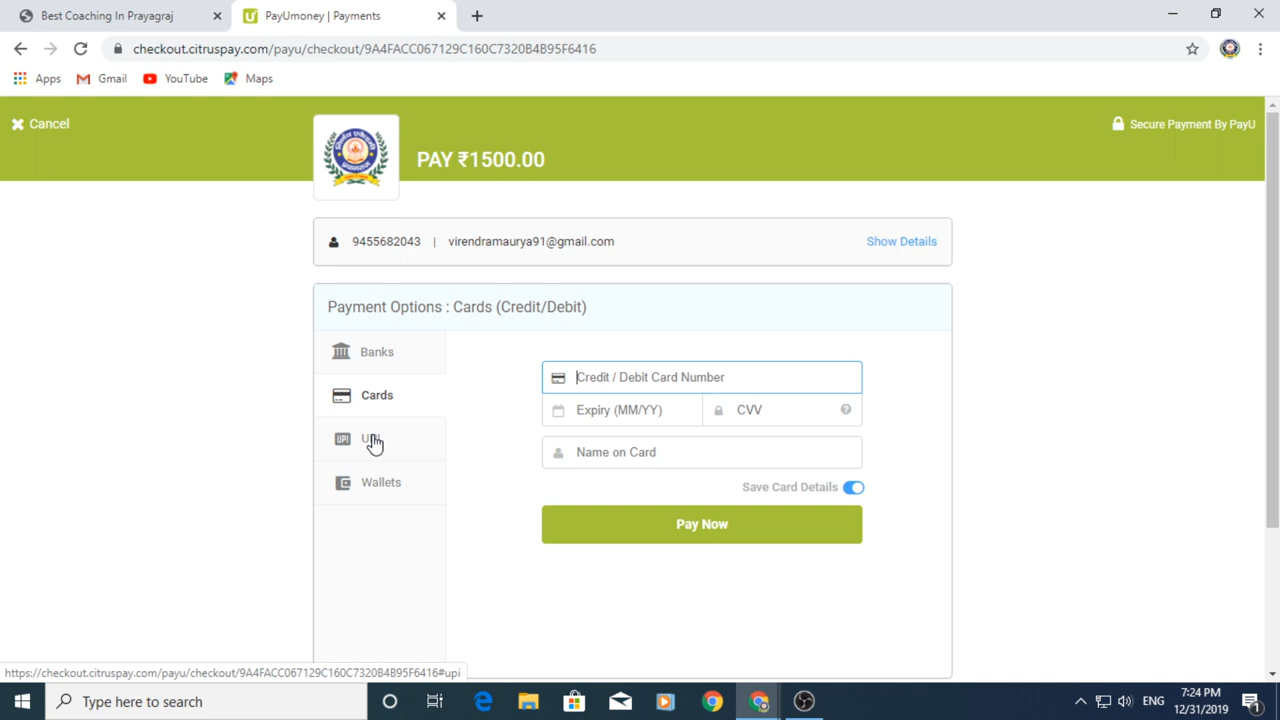 Best Coaching In Prayagraj
PayUmoney | Payments
checkout.citruspay.com/payu/checkout/9A4FACC067129C160C7320B4B95F6416
Apps Gmail YouTube Maps
Cancel
Secure Payment By PayU
PAY ₹1500.00
9455682043 | virendramaurya91@gmail.com
Show Details
Payment Options : Cards (Credit/Debit)
Banks
Cards
UPI
Wallets
Credit / Debit Card Number
Expiry (MM/YY)
CVV
Name on Card
Save Card Details
Pay Now
https://checkout.citruspay.com/payu/checkout/9A4FACC067129C160C7320B4B95F6416#upi
Type here to search
ENG
7:24 PM
12/31/2019
1